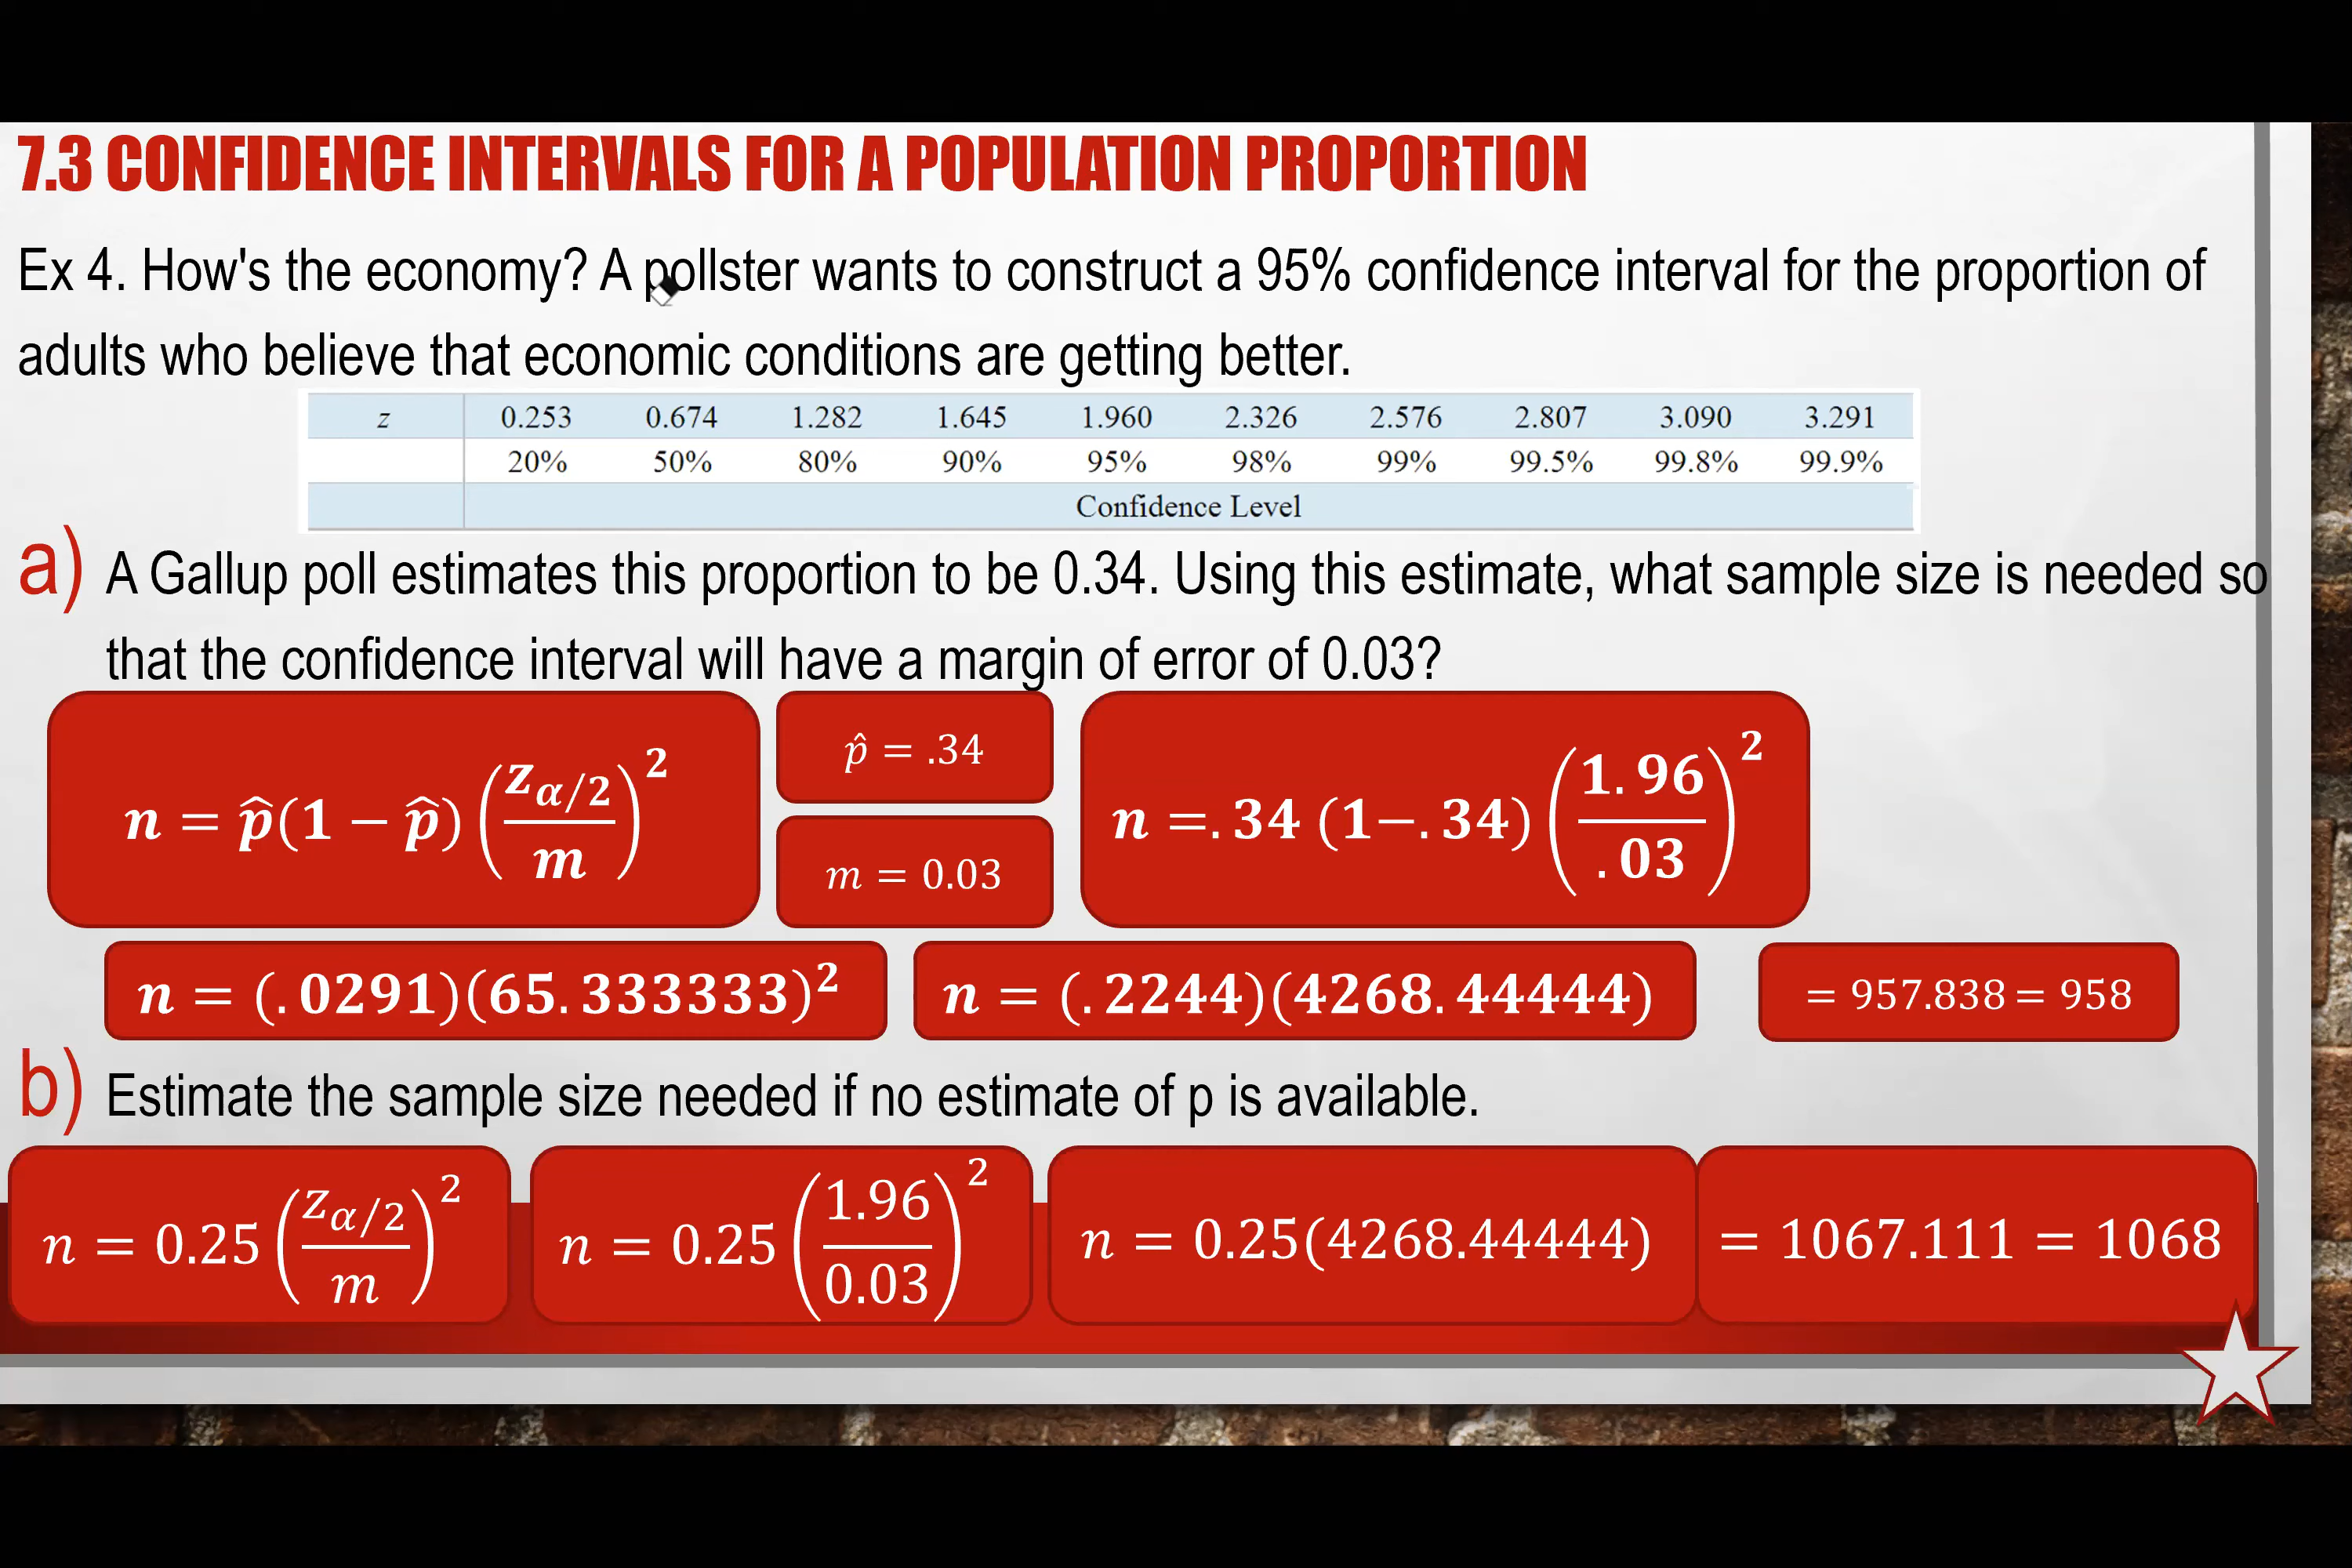 7.3 CONFIDENCE INTERVALS FOR A POPULATION PROPORTION
Ex 4. How's the economy? A pollster wants to construct a 95% confidence interval for the proportion of
adults who believe that economic conditions are getting better.
z 0.253 0.674 1.282 1.645 1.960 2.326 2.576 2.807 3.090 3.291
20% 50% 80% 90% 95% 98% 99% 99.5% 99.8% 99.9%
Confidence Level
a) A Gallup poll estimates this proportion to be 0.34. Using this estimate, what sample size is needed so
that the confidence interval will have a margin of error of 0.03?
n = p̂(1 − p̂) (z_{α/2} / m)²
p̂ = .34
m = 0.03
n =. 34 (1−. 34) (1.96 / .03)²
n = (.0291)(65.333333)²
n = (.2244)(4268.44444)
= 957.838 = 958
b) Estimate the sample size needed if no estimate of p is available.
n = 0.25 (z_{α/2} / m)²
n = 0.25 (1.96 / 0.03)²
n = 0.25(4268.44444)
= 1067.111 = 1068